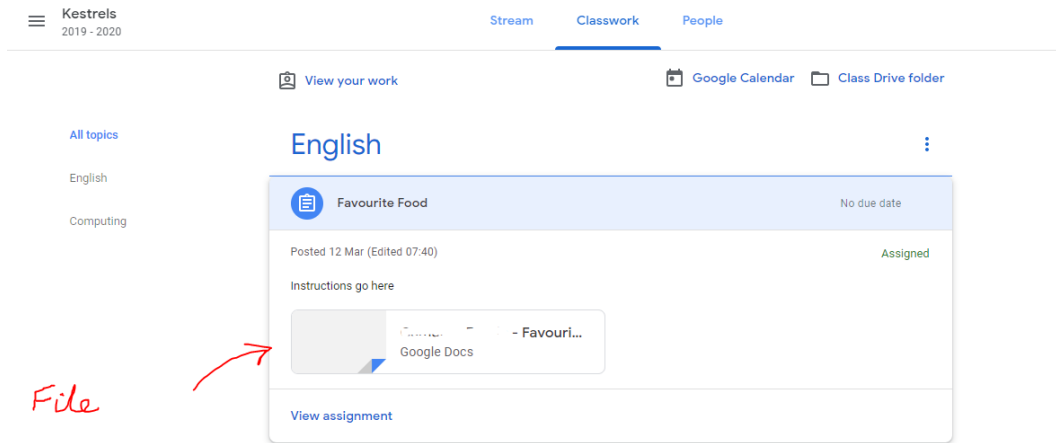 Kestrels
2019 - 2020
Stream Classwork People
View your work
Google Calendar Class Drive folder
All topics
English
Computing
English
Favourite Food No due date
Posted 12 Mar (Edited 07:40) Assigned
Instructions go here
- Favouri...
Google Docs
File
View assignment